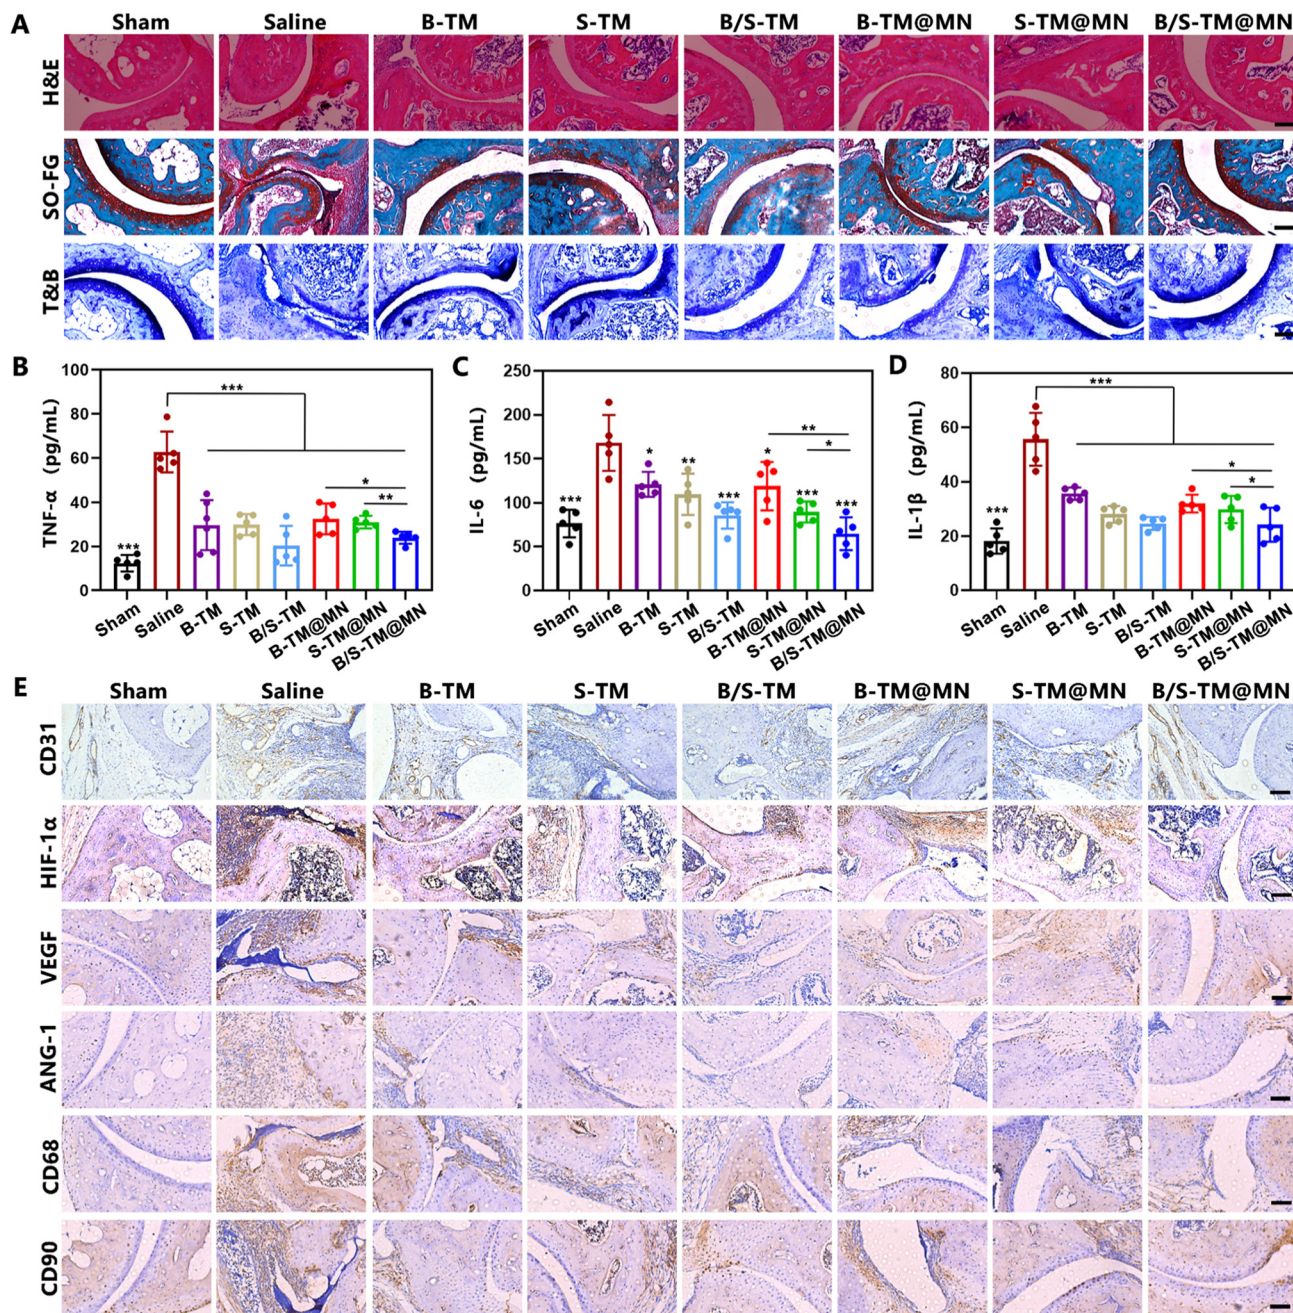 A
Sham Saline B-TM S-TM B/S-TM B-TM@MN S-TM@MN B/S-TM@MN
H&E
SO-FG
T&B
B
TNF-α (pg/mL)
100
80
60
40
20
0
***
***
*
**
Sham Saline B-TM S-TM B/S-TM B-TM@MN S-TM@MN B/S-TM@MN
C
IL-6 (pg/mL)
250
200
150
100
50
0
***
*
**
***
*
***
***
**
*
Sham Saline B-TM S-TM B/S-TM B-TM@MN S-TM@MN B/S-TM@MN
D
IL-1β (pg/mL)
80
60
40
20
0
***
***
*
*
Sham Saline B-TM S-TM B/S-TM B-TM@MN S-TM@MN B/S-TM@MN
E
Sham Saline B-TM S-TM B/S-TM B-TM@MN S-TM@MN B/S-TM@MN
CD31
HIF-1α
VEGF
ANG-1
CD68
CD90